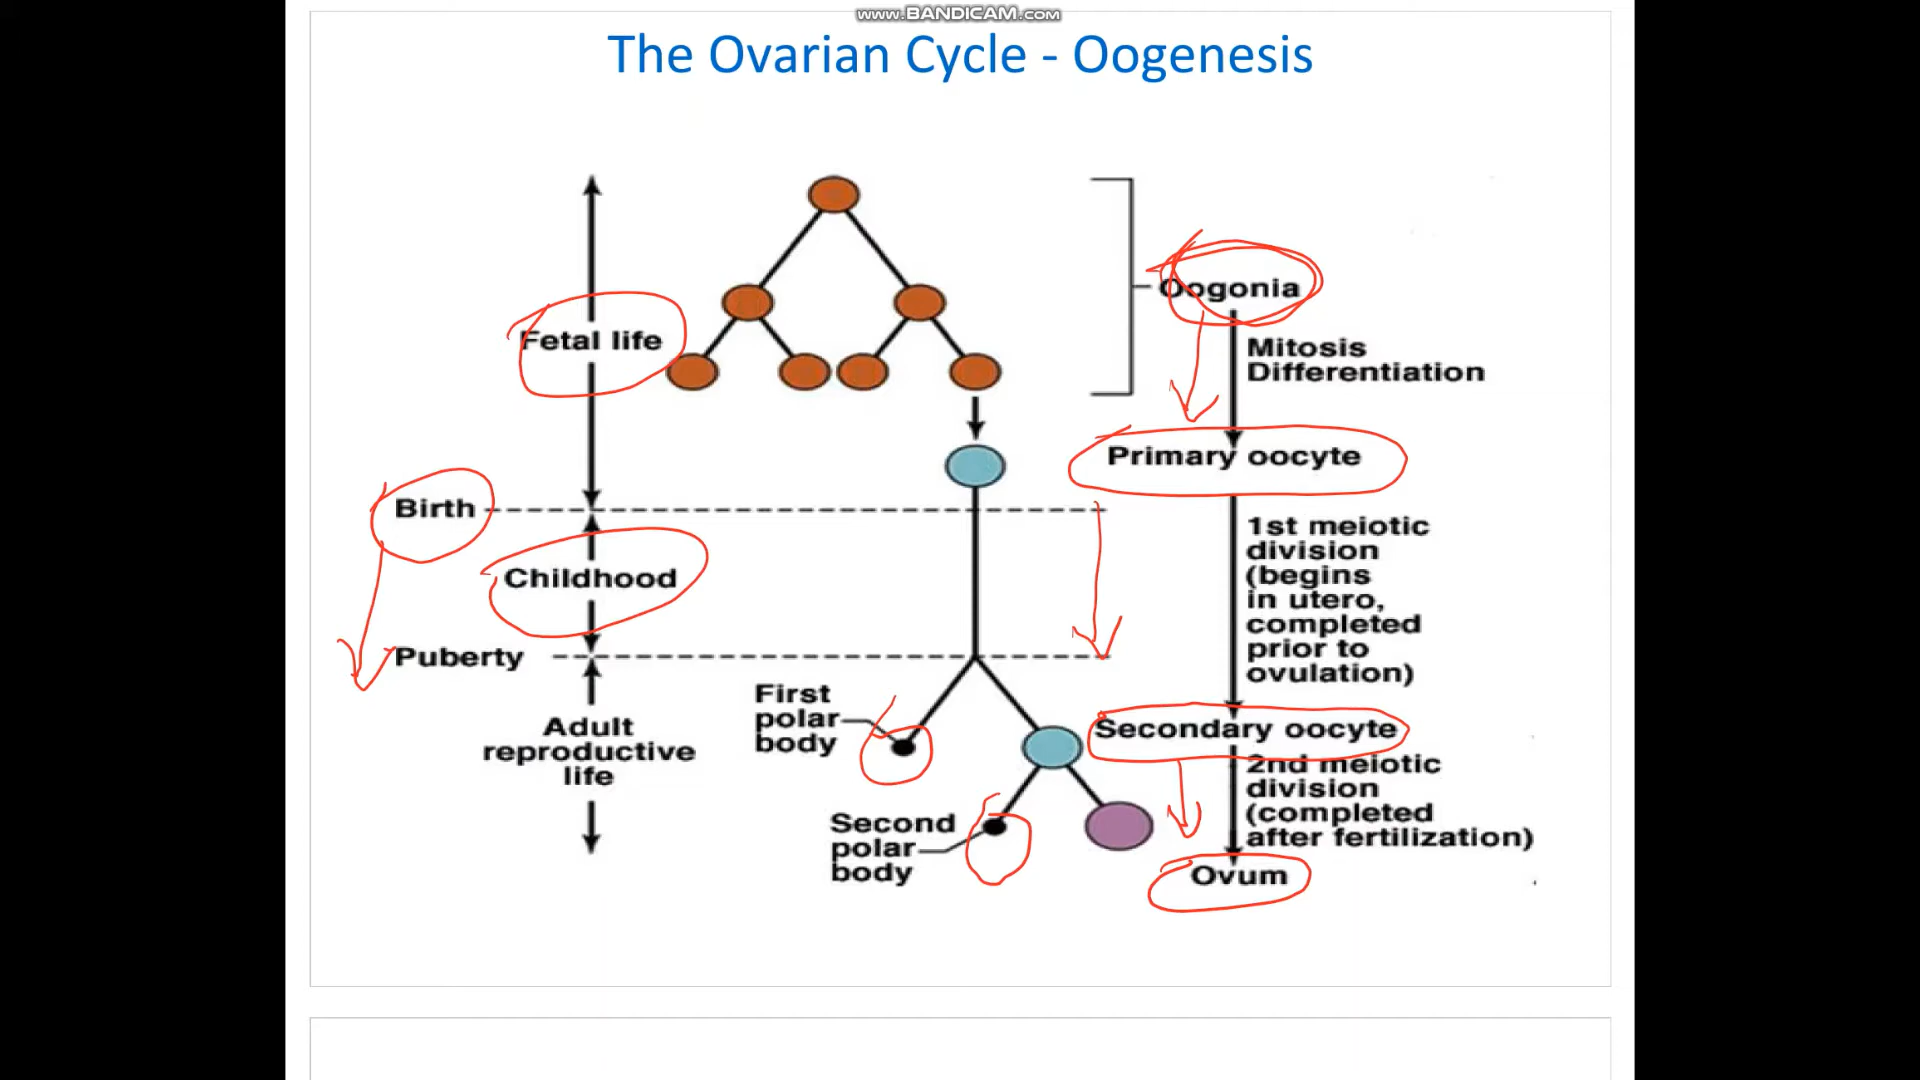 www.BANDICAM.com
The Ovarian Cycle - Oogenesis
Oogonia
Fetal life
Mitosis
Differentiation
Primary oocyte
Birth
Childhood
1st meiotic
division
(begins
in utero,
completed
prior to
ovulation)
Puberty
First
polar
body
Adult
reproductive
life
Secondary oocyte
2nd meiotic
division
(completed
after fertilization)
Second
polar
body
Ovum